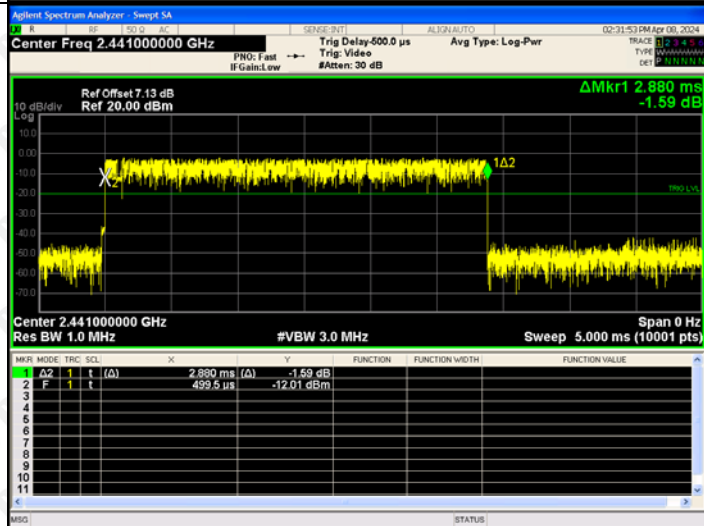 Agilent Spectrum Analyzer - Swept SA
R RF 50 Ω AC SENSE:INT ALIGN AUTO 02:31:53 PM Apr 08, 2024
Center Freq 2.441000000 GHz
PNO: Fast
IFGain:Low
Trig Delay-500.0 µs
Trig: Video
#Atten: 30 dB
Avg Type: Log-Pwr
TRACE 1 2 3 4 5 6
TYPE
DET P N N N N N
ΔMkr1 2.880 ms
-1.59 dB
Ref Offset 7.13 dB
10 dB/div Ref 20.00 dBm
Log
10.0
0.00
-10.0
-20.0
-30.0
-40.0
-50.0
-60.0
-70.0
1Δ2
2
TRIG LVL
Center 2.441000000 GHz Span 0 Hz
Res BW 1.0 MHz #VBW 3.0 MHz Sweep 5.000 ms (10001 pts)
MKR MODE TRC SCL X Y FUNCTION FUNCTION WIDTH FUNCTION VALUE
1 Δ2 1 t (Δ) 2.880 ms (Δ) -1.59 dB
2 F 1 t 499.5 µs -12.01 dBm
3
4
5
6
7
8
9
10
11
MSG STATUS